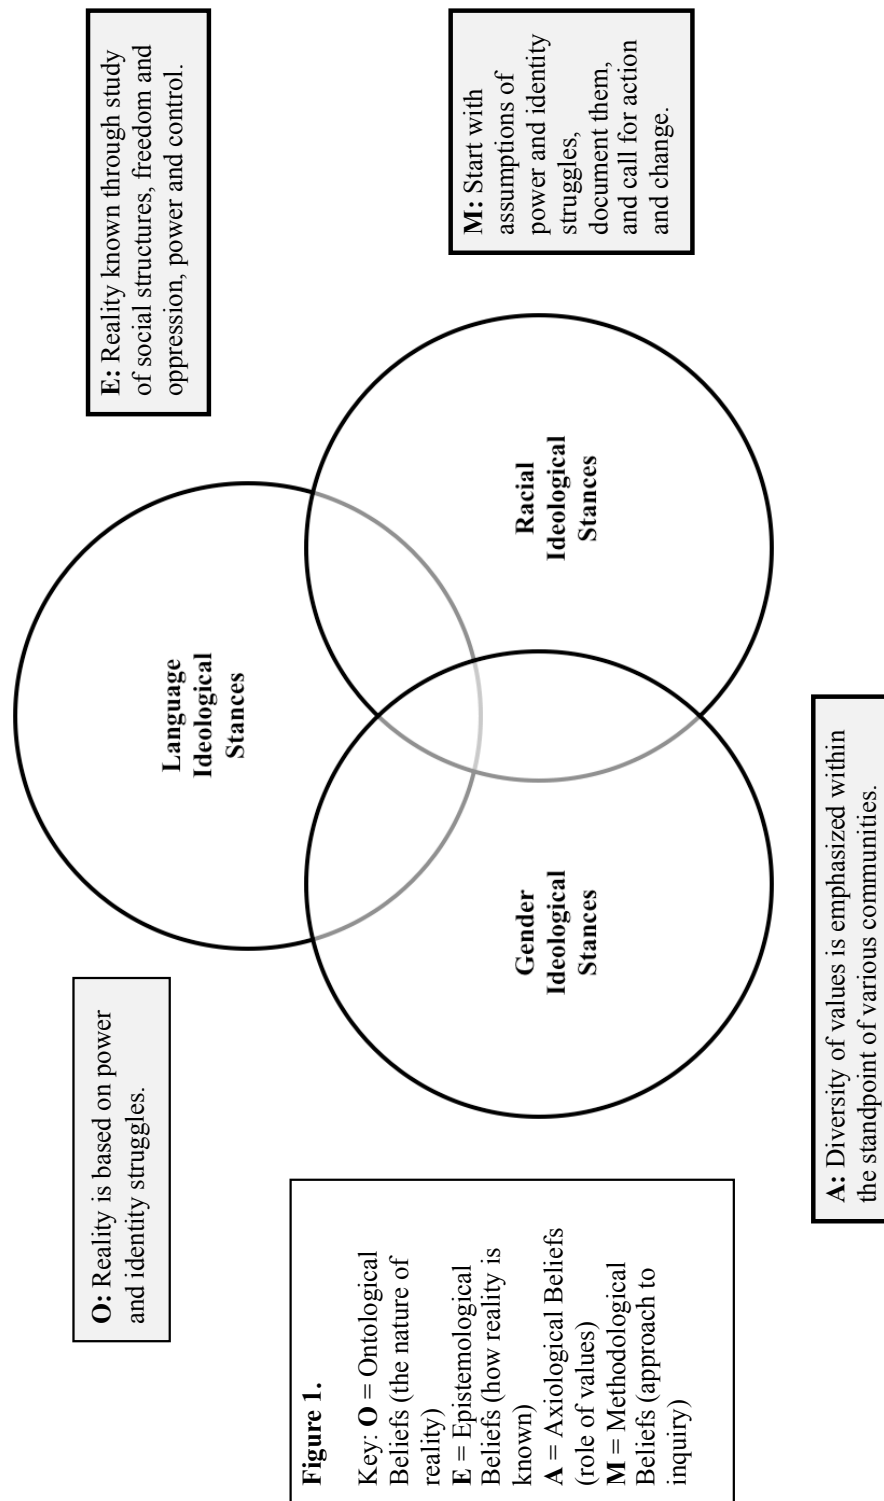 O: Reality is based on power
and identity struggles.
E: Reality known through study
of social structures, freedom and
oppression, power and control.
Language
Ideological
Stances
Gender
Ideological
Stances
Racial
Ideological
Stances
M: Start with
assumptions of
power and identity
struggles,
document them,
and call for action
and change.
Figure 1.
Key: O = Ontological
Beliefs (the nature of
reality)
E = Epistemological
Beliefs (how reality is
known)
A = Axiological Beliefs
(role of values)
M = Methodological
Beliefs (approach to
inquiry)
A: Diversity of values is emphasized within
the standpoint of various communities.